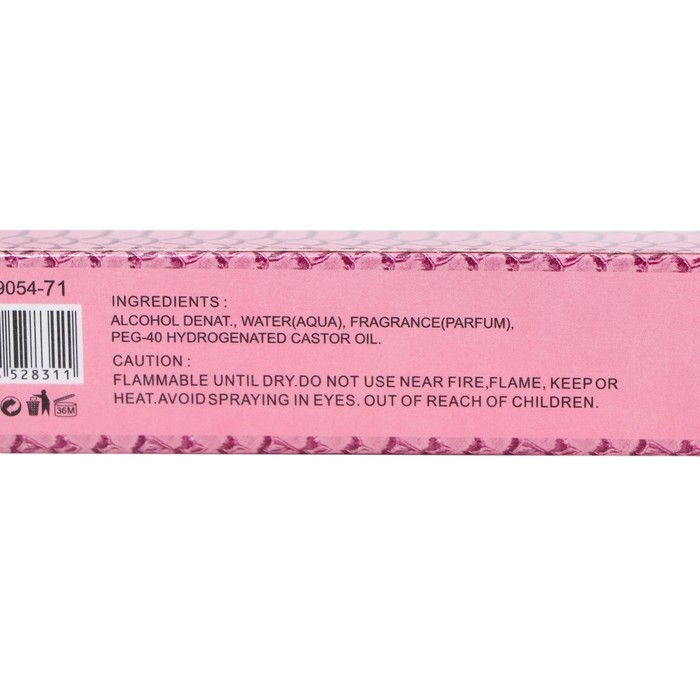 9054-71
528311
36M
INGREDIENTS :
ALCOHOL DENAT., WATER(AQUA), FRAGRANCE(PARFUM),
PEG-40 HYDROGENATED CASTOR OIL.
CAUTION :
FLAMMABLE UNTIL DRY.DO NOT USE NEAR FIRE,FLAME, KEEP OR
HEAT.AVOID SPRAYING IN EYES. OUT OF REACH OF CHILDREN.